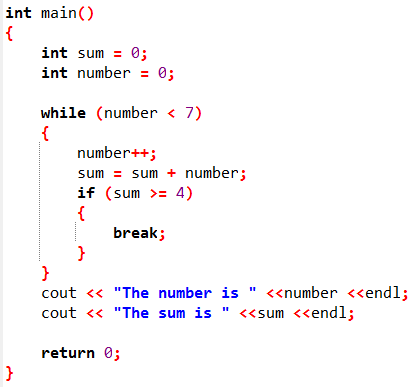 int main()
{
    int sum = 0;
    int number = 0;

    while (number < 7)
    {
        number++;
        sum = sum + number;
        if (sum >= 4)
        {
            break;
        }
    }
    cout << "The number is " <<number <<endl;
    cout << "The sum is " <<sum <<endl;

    return 0;
}